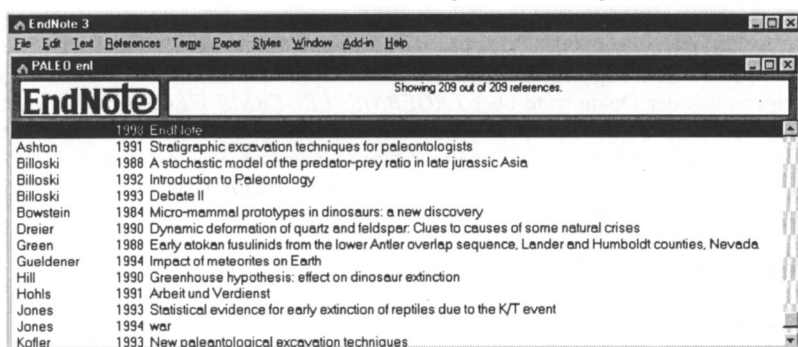 EndNote 3
File Edit Text References Terms Paper Styles Window Add-in Help
PALEO enl
EndNote
Showing 209 out of 209 references.
1998 EndNote
Ashton 1991 Stratigraphic excavation techniques for paleontologists
Billoski 1988 A stochastic model of the predator-prey ratio in late jurassic Asia
Billoski 1992 Introduction to Paleontology
Billoski 1993 Debate II
Bowstein 1984 Micro-mammal prototypes in dinosaurs: a new discovery
Dreier 1990 Dynamic deformation of quartz and feldspar: Clues to causes of some natural crises
Green 1988 Early atokan fusulinids from the lower Antler overlap sequence, Lander and Humboldt counties, Nevada
Gueldener 1994 Impact of meteorites on Earth
Hill 1990 Greenhouse hypothesis: effect on dinosaur extinction
Hohls 1991 Arbeit und Verdienst
Jones 1993 Statistical evidence for early extinction of reptiles due to the K/T event
Jones 1994 war
Kofler 1993 New paleantological excavation techniques